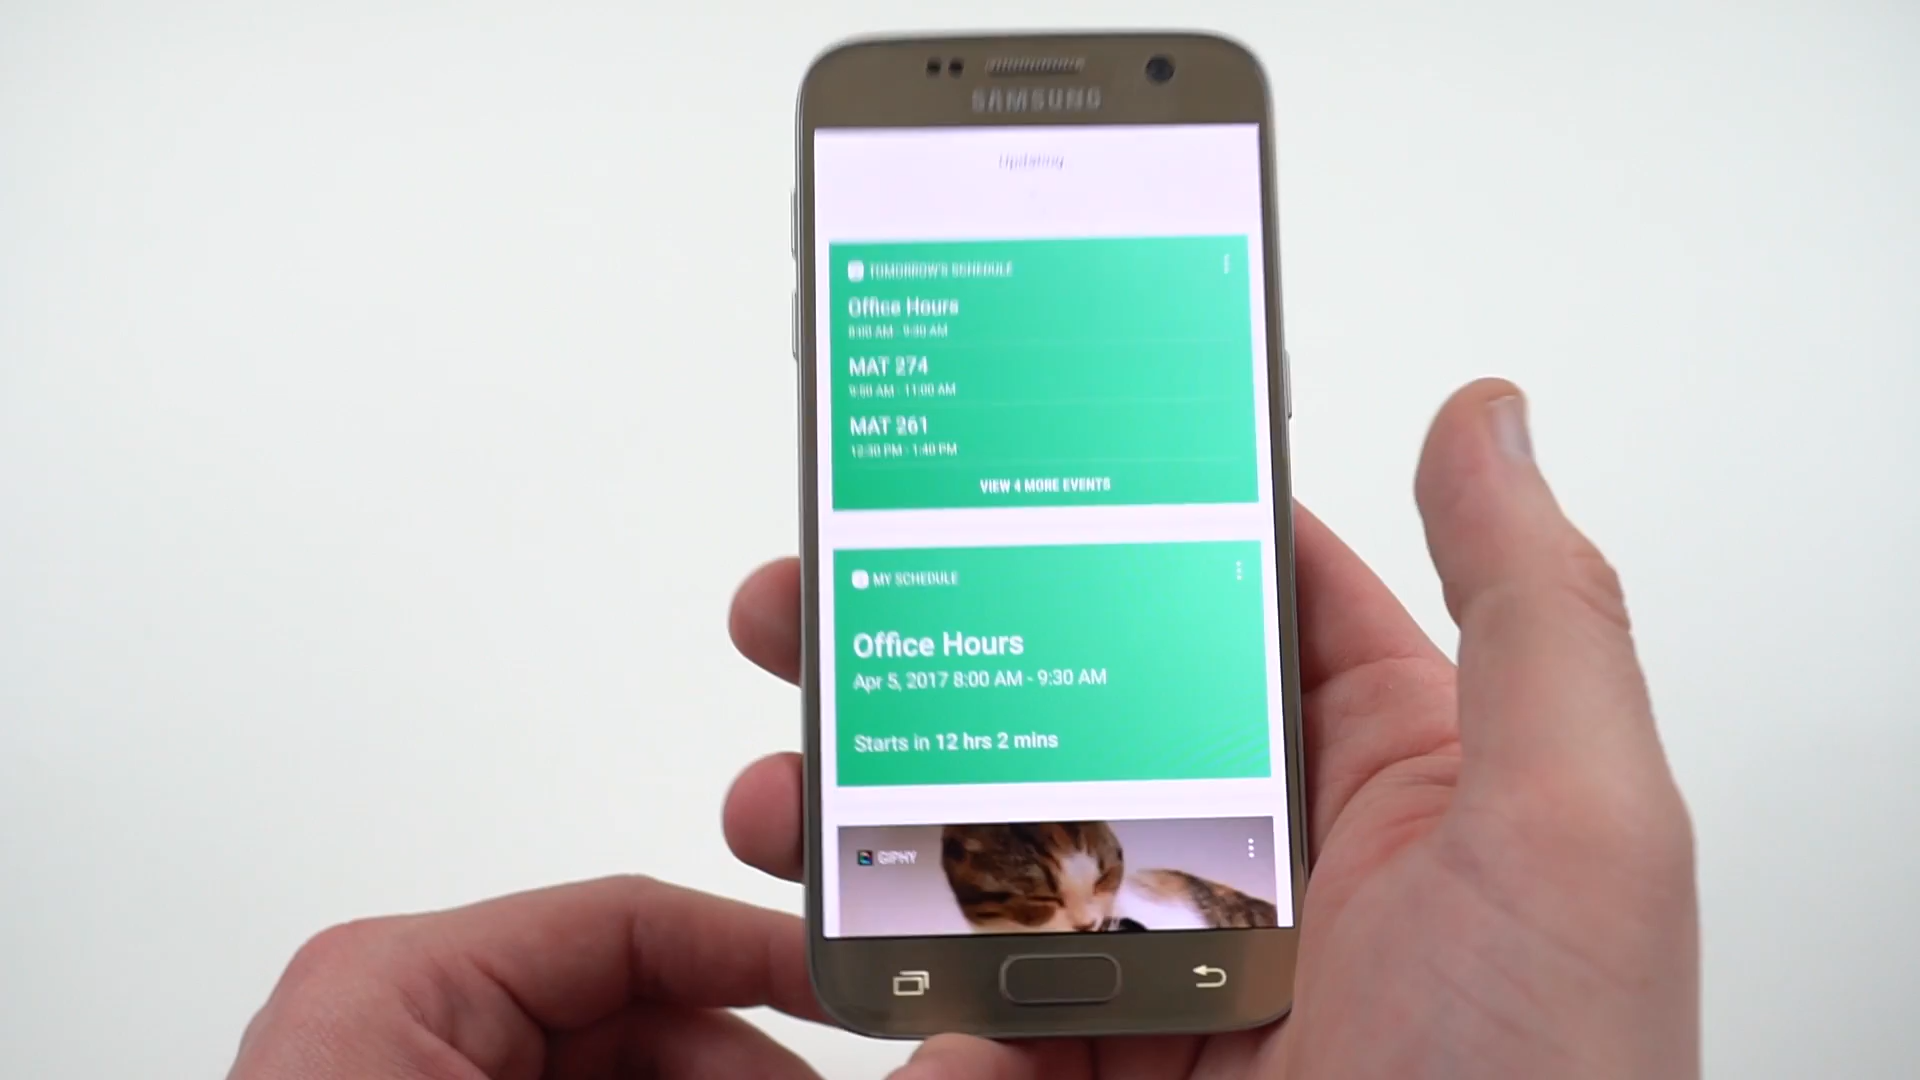 SAMSUNG
Updating
TOMORROW'S SCHEDULE
Office Hours
8:00 AM - 9:30 AM
MAT 274
9:50 AM - 11:00 AM
MAT 261
12:30 PM - 1:40 PM
VIEW 4 MORE EVENTS
MY SCHEDULE
Office Hours
Apr 5, 2017 8:00 AM - 9:30 AM
Starts in 12 hrs 2 mins
GIPHY